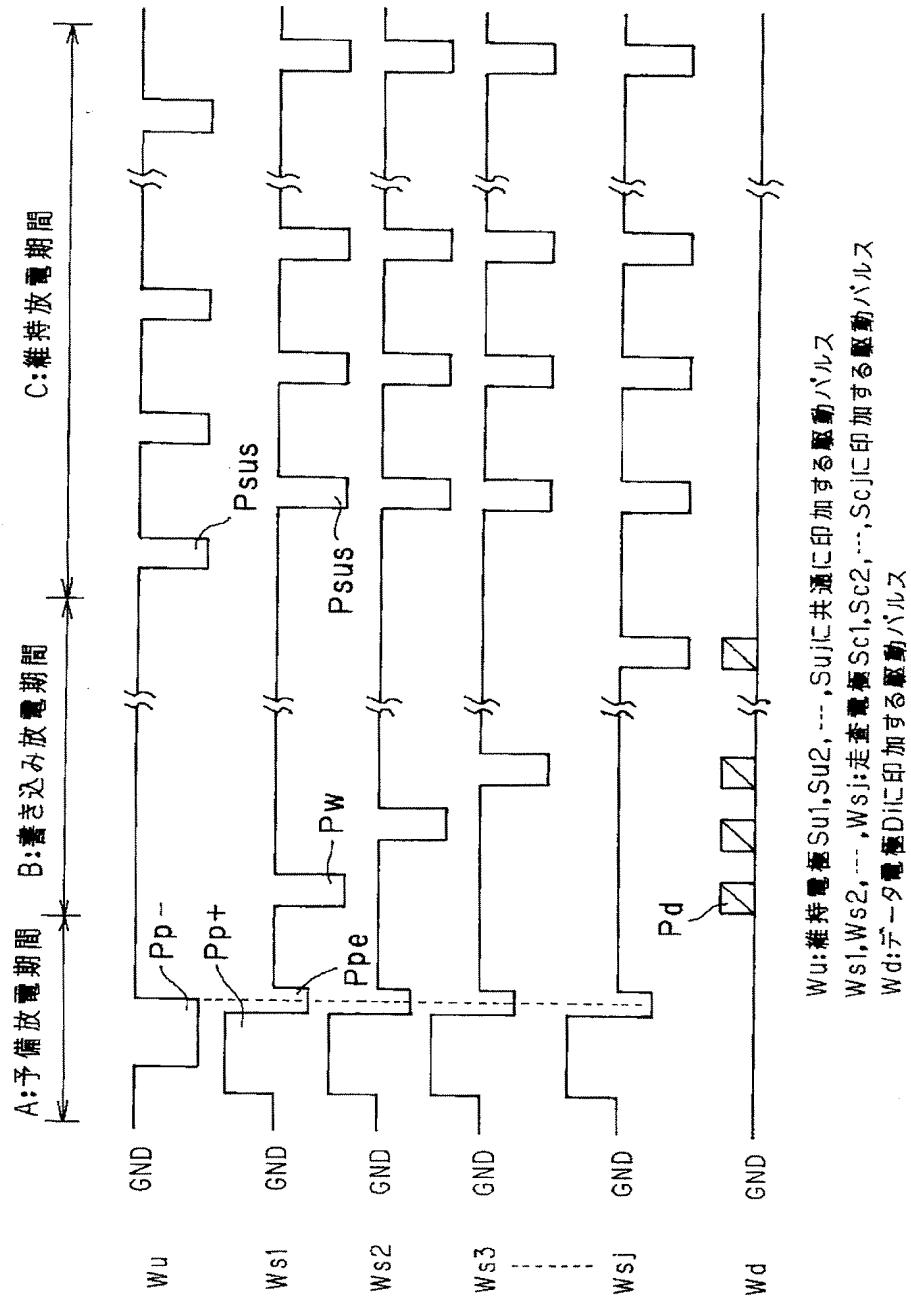 A:予備放電期間
B:書き込み放電期間
C:維持放電期間
Wu
GND
Pp-
Psus
Pp+
Ws1
GND
Ppe
Pw
Psus
Ws2
GND
Ws3
GND
Wsj
GND
Pd
Wd
GND
Wu:維持電極Su1,Su2,---,Sujに共通に印加する駆動パルス
Ws1,Ws2,---,Wsj:走査電極Sc1,Sc2,---,Scjに印加する駆動パルス
Wd:データ電極Diに印加する駆動パルス